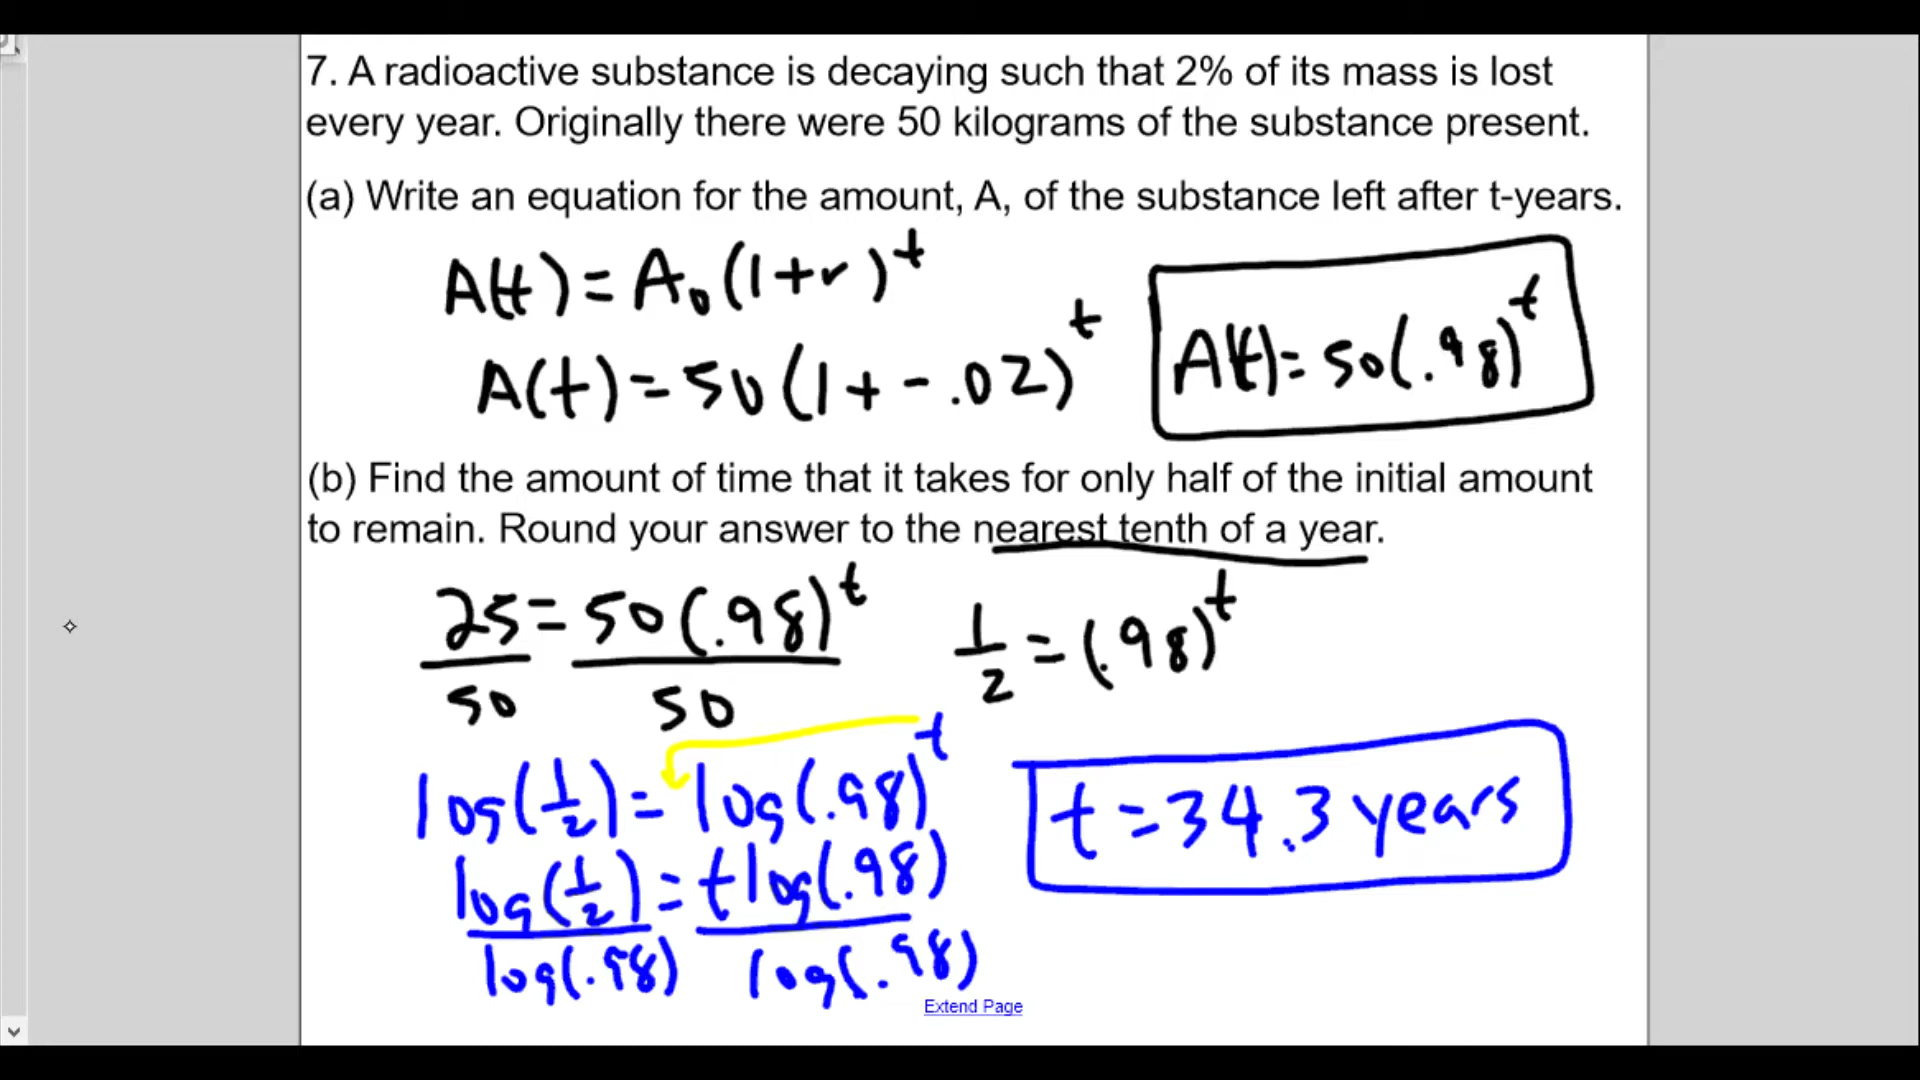 7. A radioactive substance is decaying such that 2% of its mass is lost
every year. Originally there were 50 kilograms of the substance present.
(a) Write an equation for the amount, A, of the substance left after t-years.
A(t) = A₀(1+r)^t
A(t) = 50(1+-.02)^t
A(t) = 50(.98)^t
(b) Find the amount of time that it takes for only half of the initial amount
to remain. Round your answer to the nearest tenth of a year.
25/50 = 50(.98)^t/50
1/2 = (.98)^t
log(1/2) = log(.98)^t
log(1/2)/log(.98) = t log(.98)/log(.98)
t = 34.3 years
Extend Page